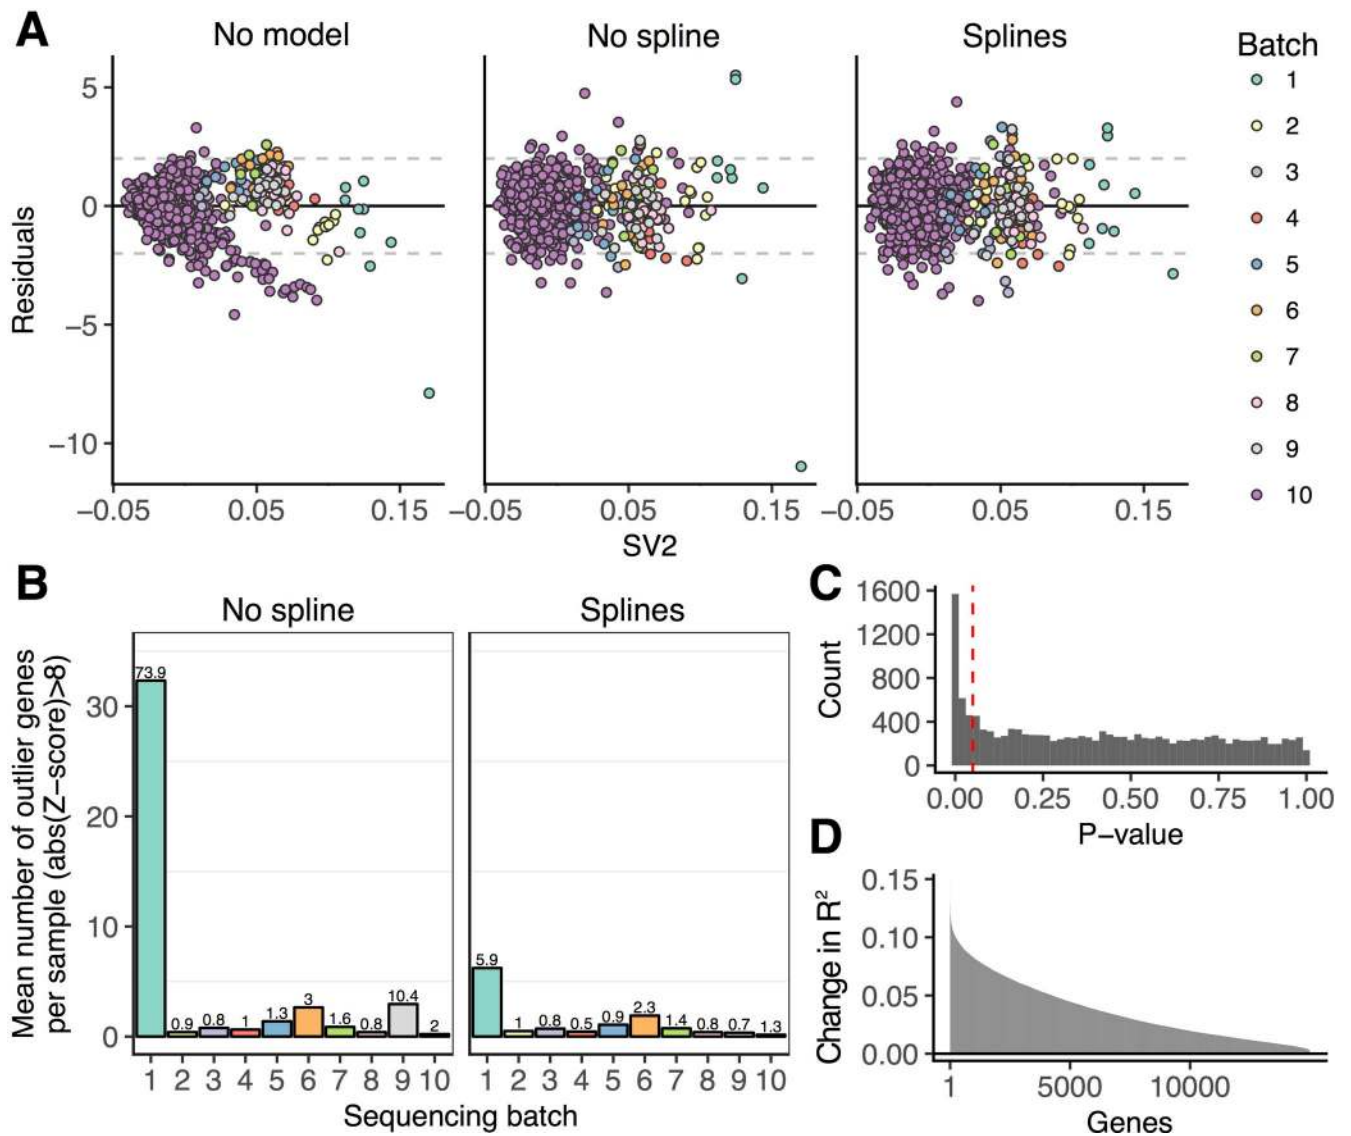 A
No model
No spline
Splines
Batch
1
2
3
4
5
6
7
8
9
10
Residuals
5
0
−5
−10
−0.05 0.05 0.15
−0.05 0.05 0.15
−0.05 0.05 0.15
SV2
B
No spline
Splines
Mean number of outlier genes
per sample (abs(Z−score)>8)
30
20
10
0
73.9 0.9 0.8 1 1.3 3 1.6 0.8 10.4 2
5.9 1 0.8 0.5 0.9 2.3 1.4 0.8 0.7 1.3
1 2 3 4 5 6 7 8 9 10
1 2 3 4 5 6 7 8 9 10
Sequencing batch
C
Count
1600
1200
800
400
0
0.00 0.25 0.50 0.75 1.00
P−value
D
Change in R²
0.15
0.10
0.05
0.00
1 5000 10000
Genes